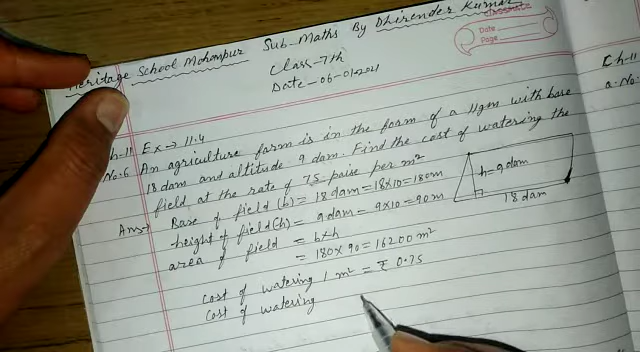 Heritage School Mohanpur Sub-Maths By Dhirender Kumar
CLASSMATE
Date
Page
Class-7th
Date-06-01-2021
Ch-11 Ex→ 11.4
No:6 An agriculture farm is in the form of a 11gm with base
18 dam and altitude 9 dam. Find the cost of watering the
field at the rate of 75 paise per m²
Ans→ Base of field (b) = 18 dam = 18×10 = 180m
height of field (h) = 9 dam = 9×10 = 90m
area of field = b×h
= 180×90 = 16200 m²
cost of watering 1 m² = ₹ 0.75
cost of watering
h=9dam
18 dam
Ch-11